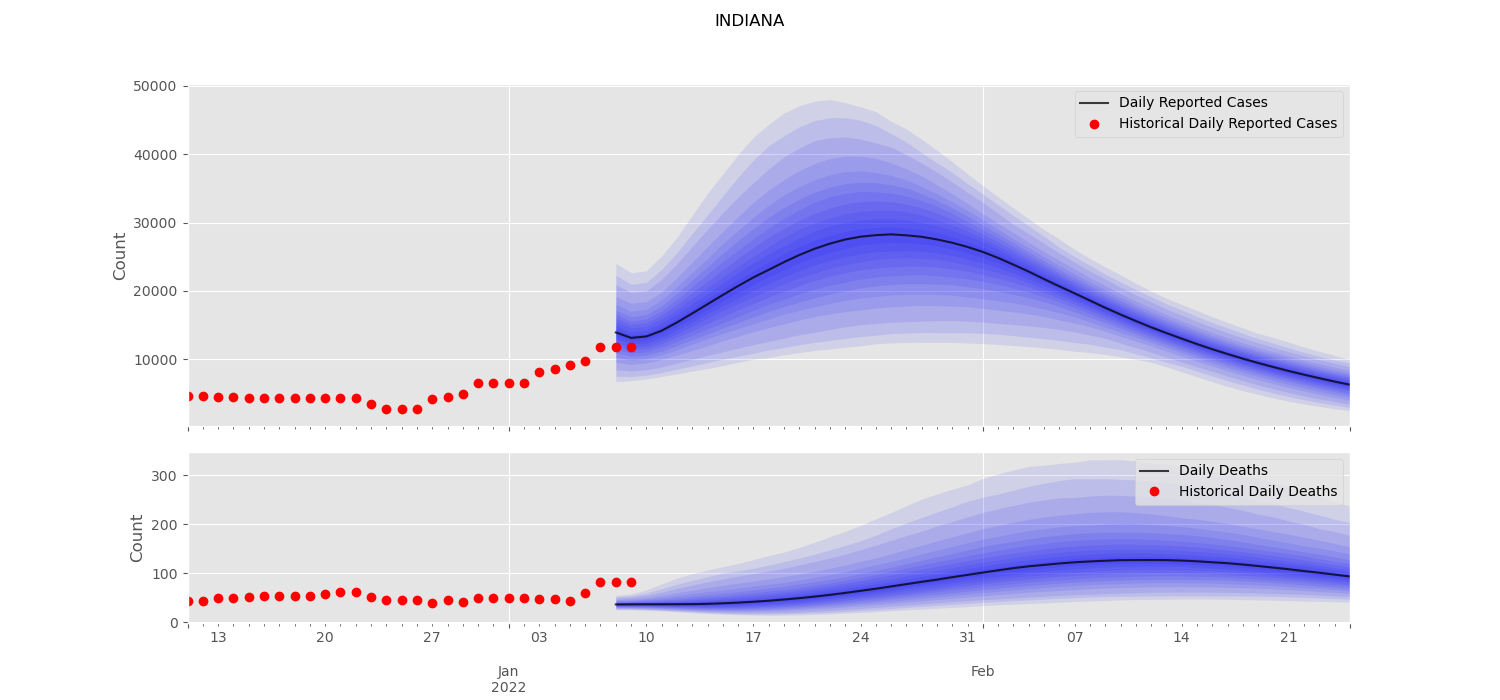 INDIANA
50000
40000
30000
20000
10000
Count
Daily Reported Cases
Historical Daily Reported Cases
300
200
100
0
Count
Daily Deaths
Historical Daily Deaths
13 20 27 03 10 17 24 31 07 14 21
Jan Feb
2022